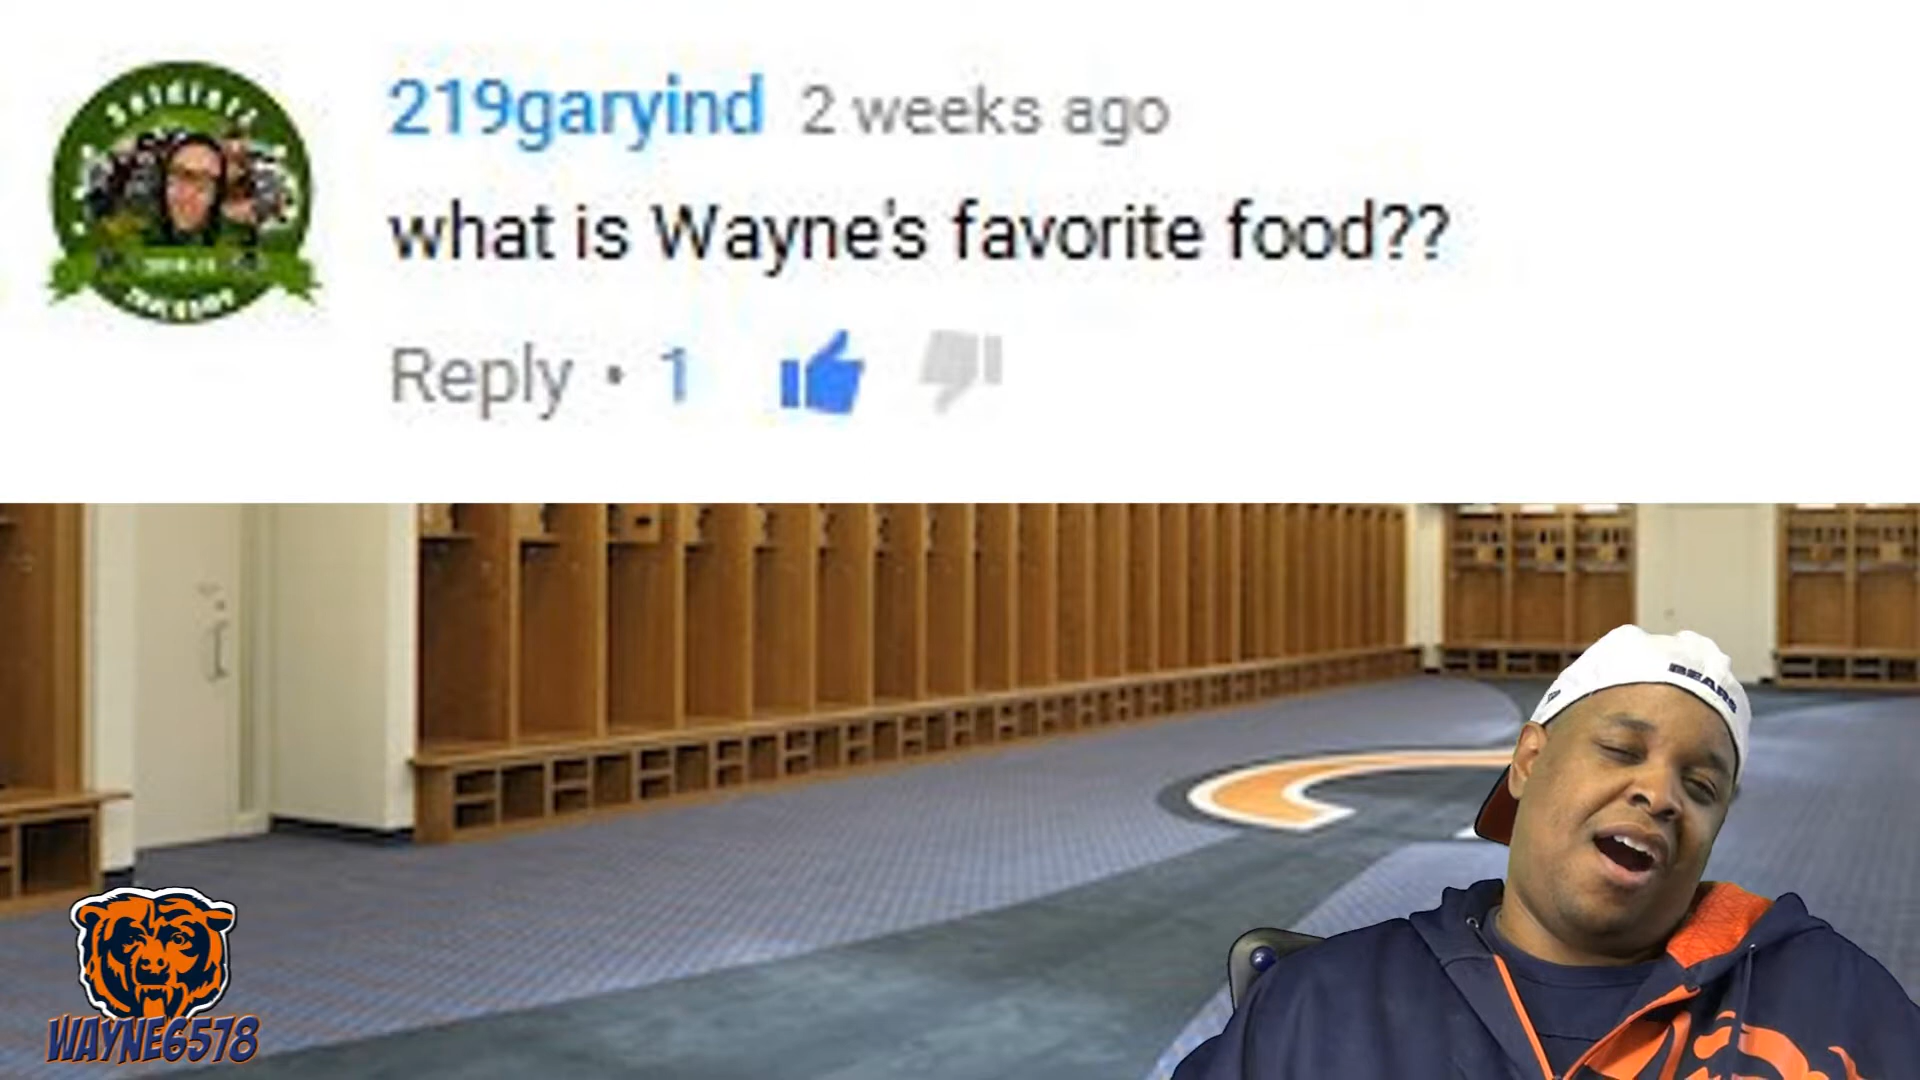 219garyind 2 weeks ago
what is Wayne's favorite food??
Reply • 1
BEARS
WAYNE6578